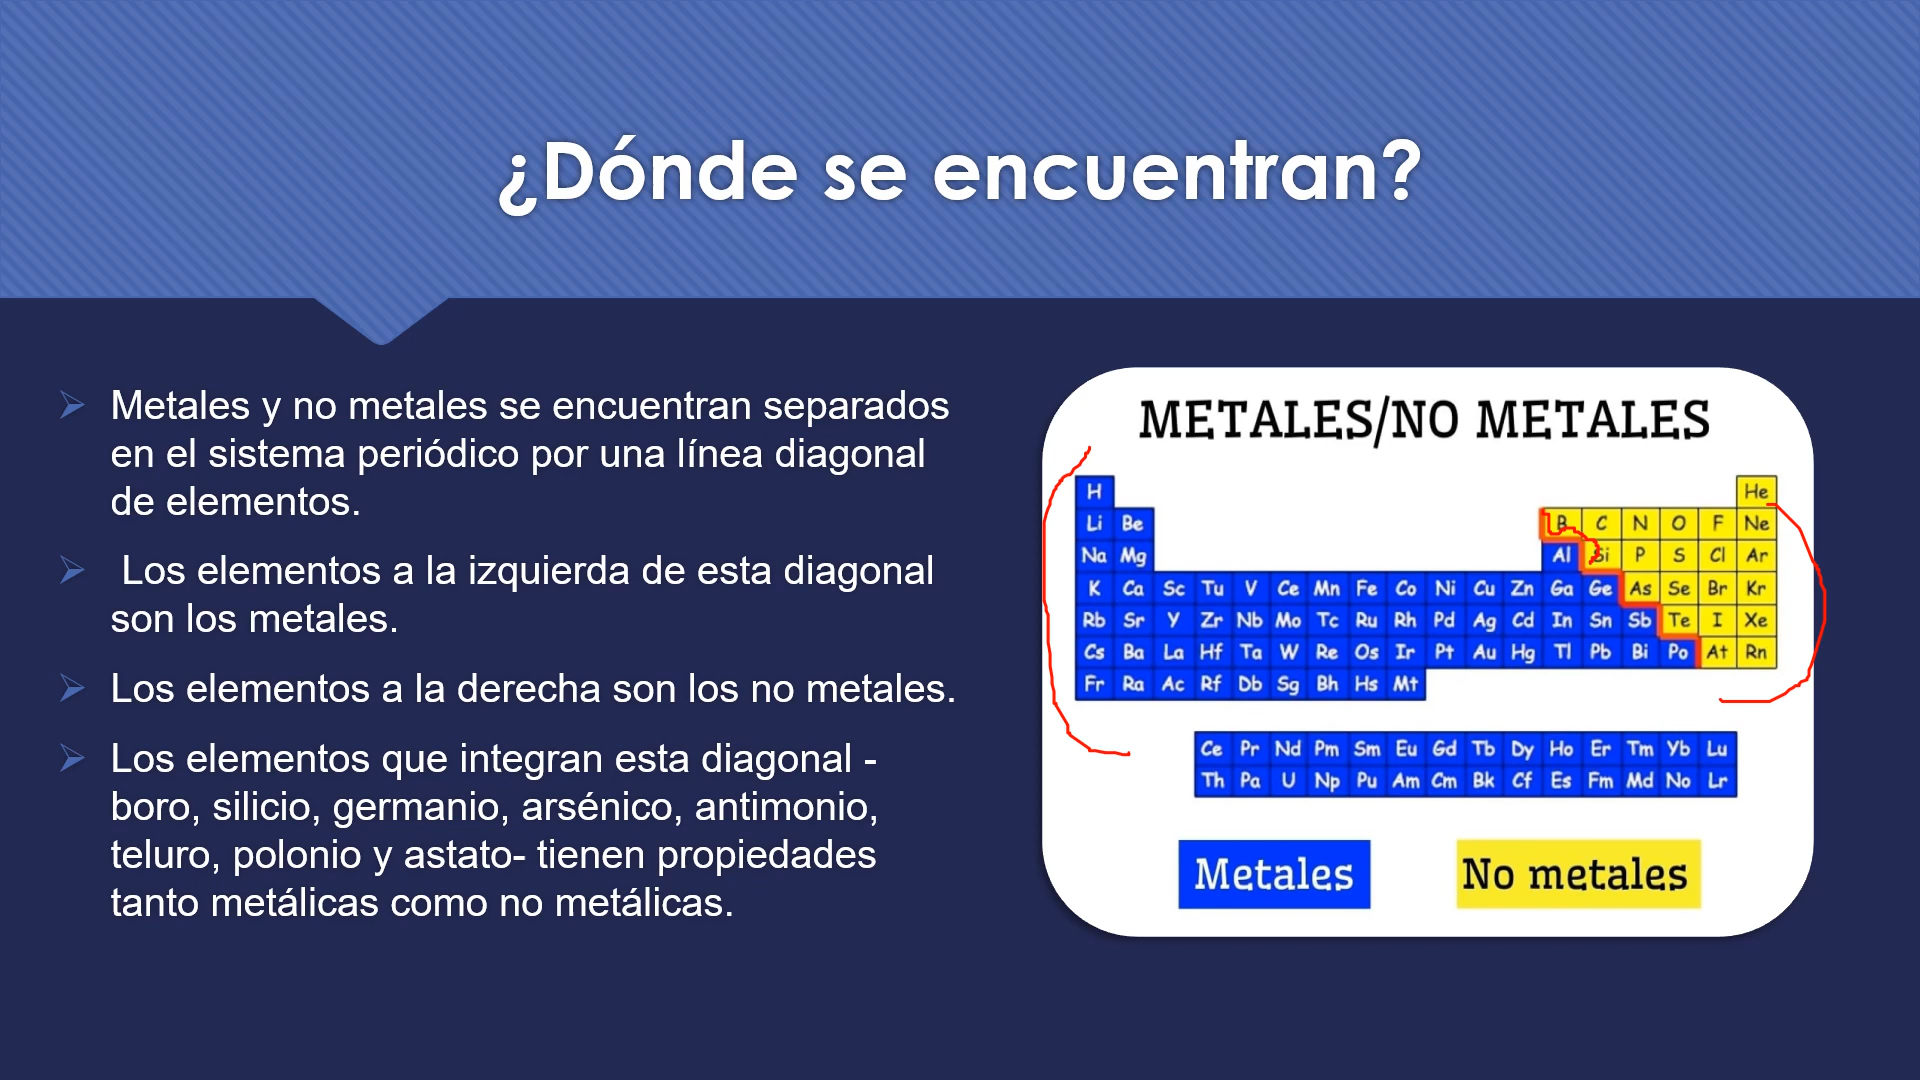 ¿Dónde se encuentran?
Metales y no metales se encuentran separados
en el sistema periódico por una línea diagonal
de elementos.
Los elementos a la izquierda de esta diagonal
son los metales.
Los elementos a la derecha son los no metales.
Los elementos que integran esta diagonal -
boro, silicio, germanio, arsénico, antimonio,
teluro, polonio y astato- tienen propiedades
tanto metálicas como no metálicas.
METALES/NO METALES
H He
Li Be B C N O F Ne
Na Mg Al Si P S Cl Ar
K Ca Sc Tu V Ce Mn Fe Co Ni Cu Zn Ga Ge As Se Br Kr
Rb Sr Y Zr Nb Mo Tc Ru Rh Pd Ag Cd In Sn Sb Te I Xe
Cs Ba La Hf Ta W Re Os Ir Pt Au Hg Tl Pb Bi Po At Rn
Fr Ra Ac Rf Db Sg Bh Hs Mt
Ce Pr Nd Pm Sm Eu Gd Tb Dy Ho Er Tm Yb Lu
Th Pa U Np Pu Am Cm Bk Cf Es Fm Md No Lr
Metales No metales